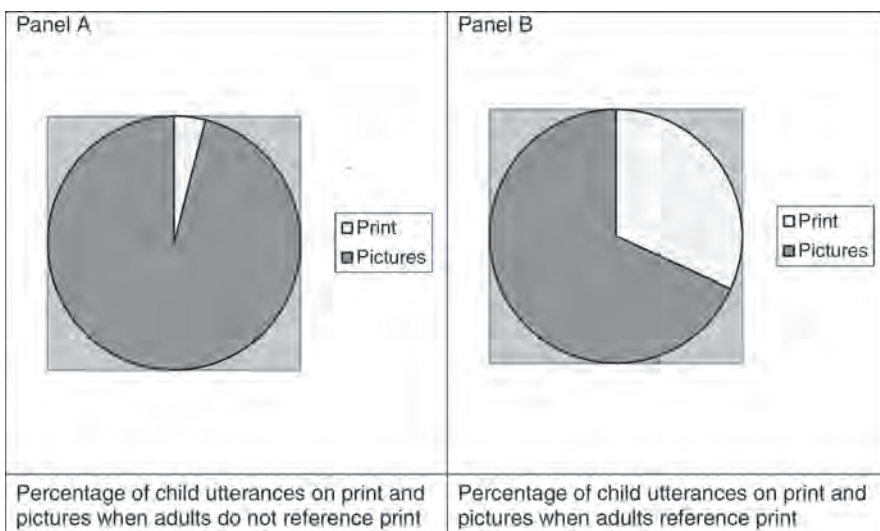 Panel A
Print
Pictures
Percentage of child utterances on print and
pictures when adults do not reference print
Panel B
Print
Pictures
Percentage of child utterances on print and
pictures when adults reference print